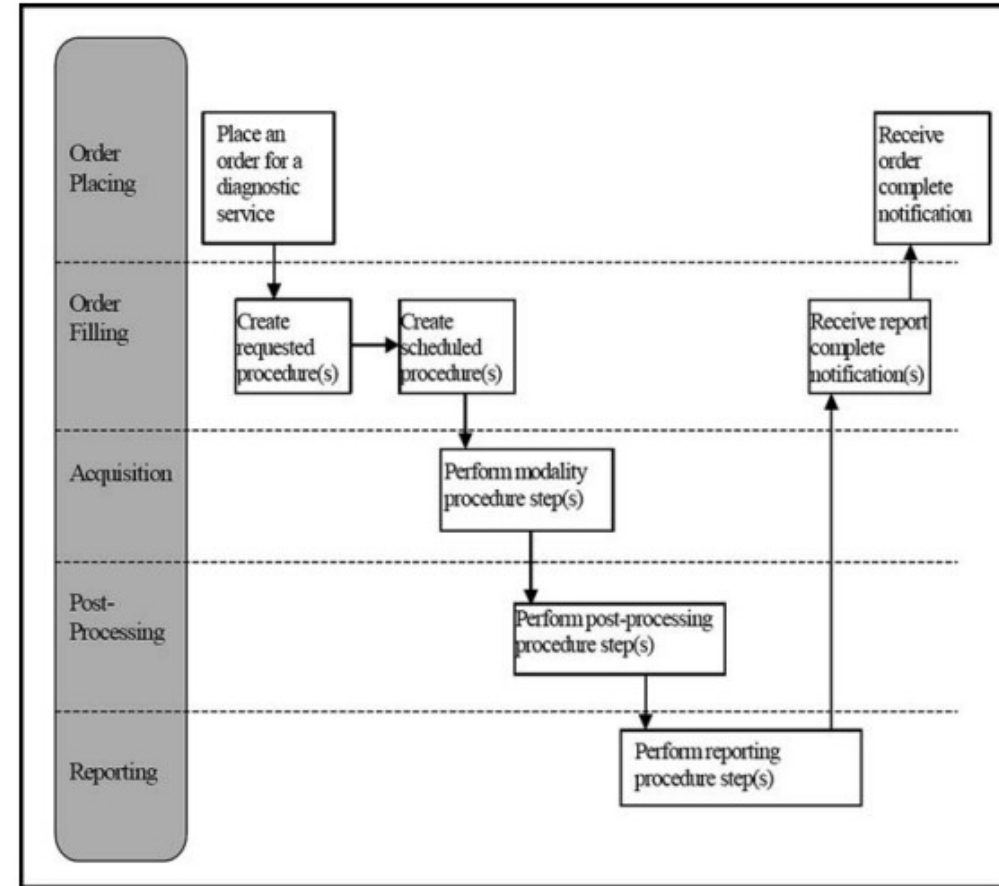 Order
Placing
Place an
order for a
diagnostic
service
Receive
order
complete
notification
Order
Filling
Create
requested
procedure(s)
Create
scheduled
procedure(s)
Receive report
complete
notification(s)
Acquisition
Perform modality
procedure step(s)
Post-
Processing
Perform post-processing
procedure step(s)
Reporting
Perform reporting
procedure step(s)